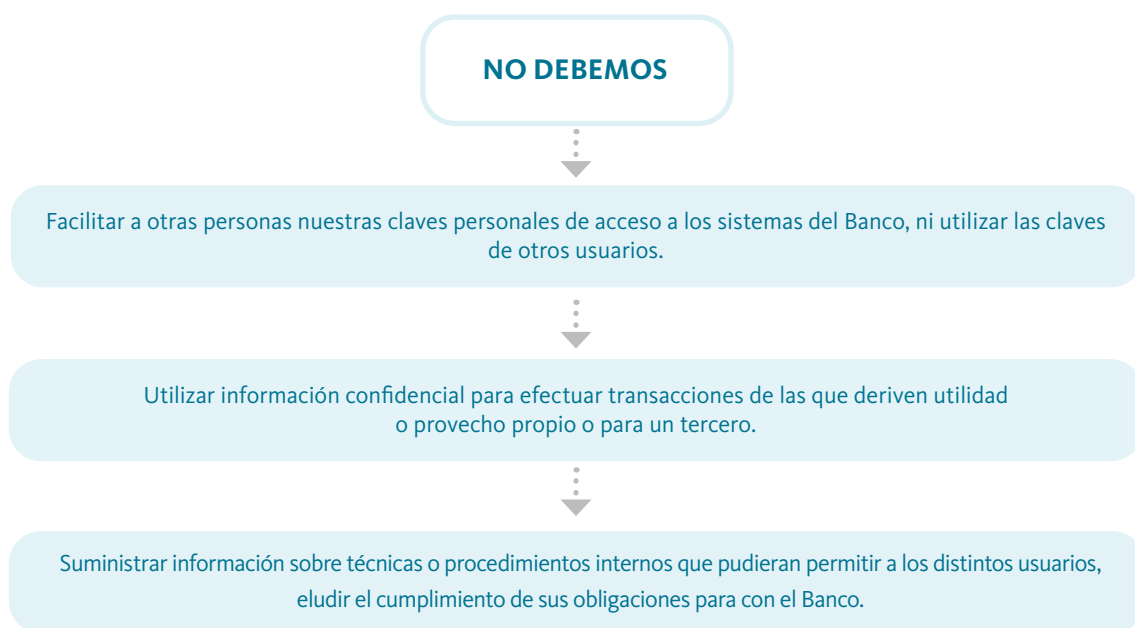 NO DEBEMOS
Facilitar a otras personas nuestras claves personales de acceso a los sistemas del Banco, ni utilizar las claves
de otros usuarios.
Utilizar información confidencial para efectuar transacciones de las que deriven utilidad
o provecho propio o para un tercero.
Suministrar información sobre técnicas o procedimientos internos que pudieran permitir a los distintos usuarios,
eludir el cumplimiento de sus obligaciones para con el Banco.